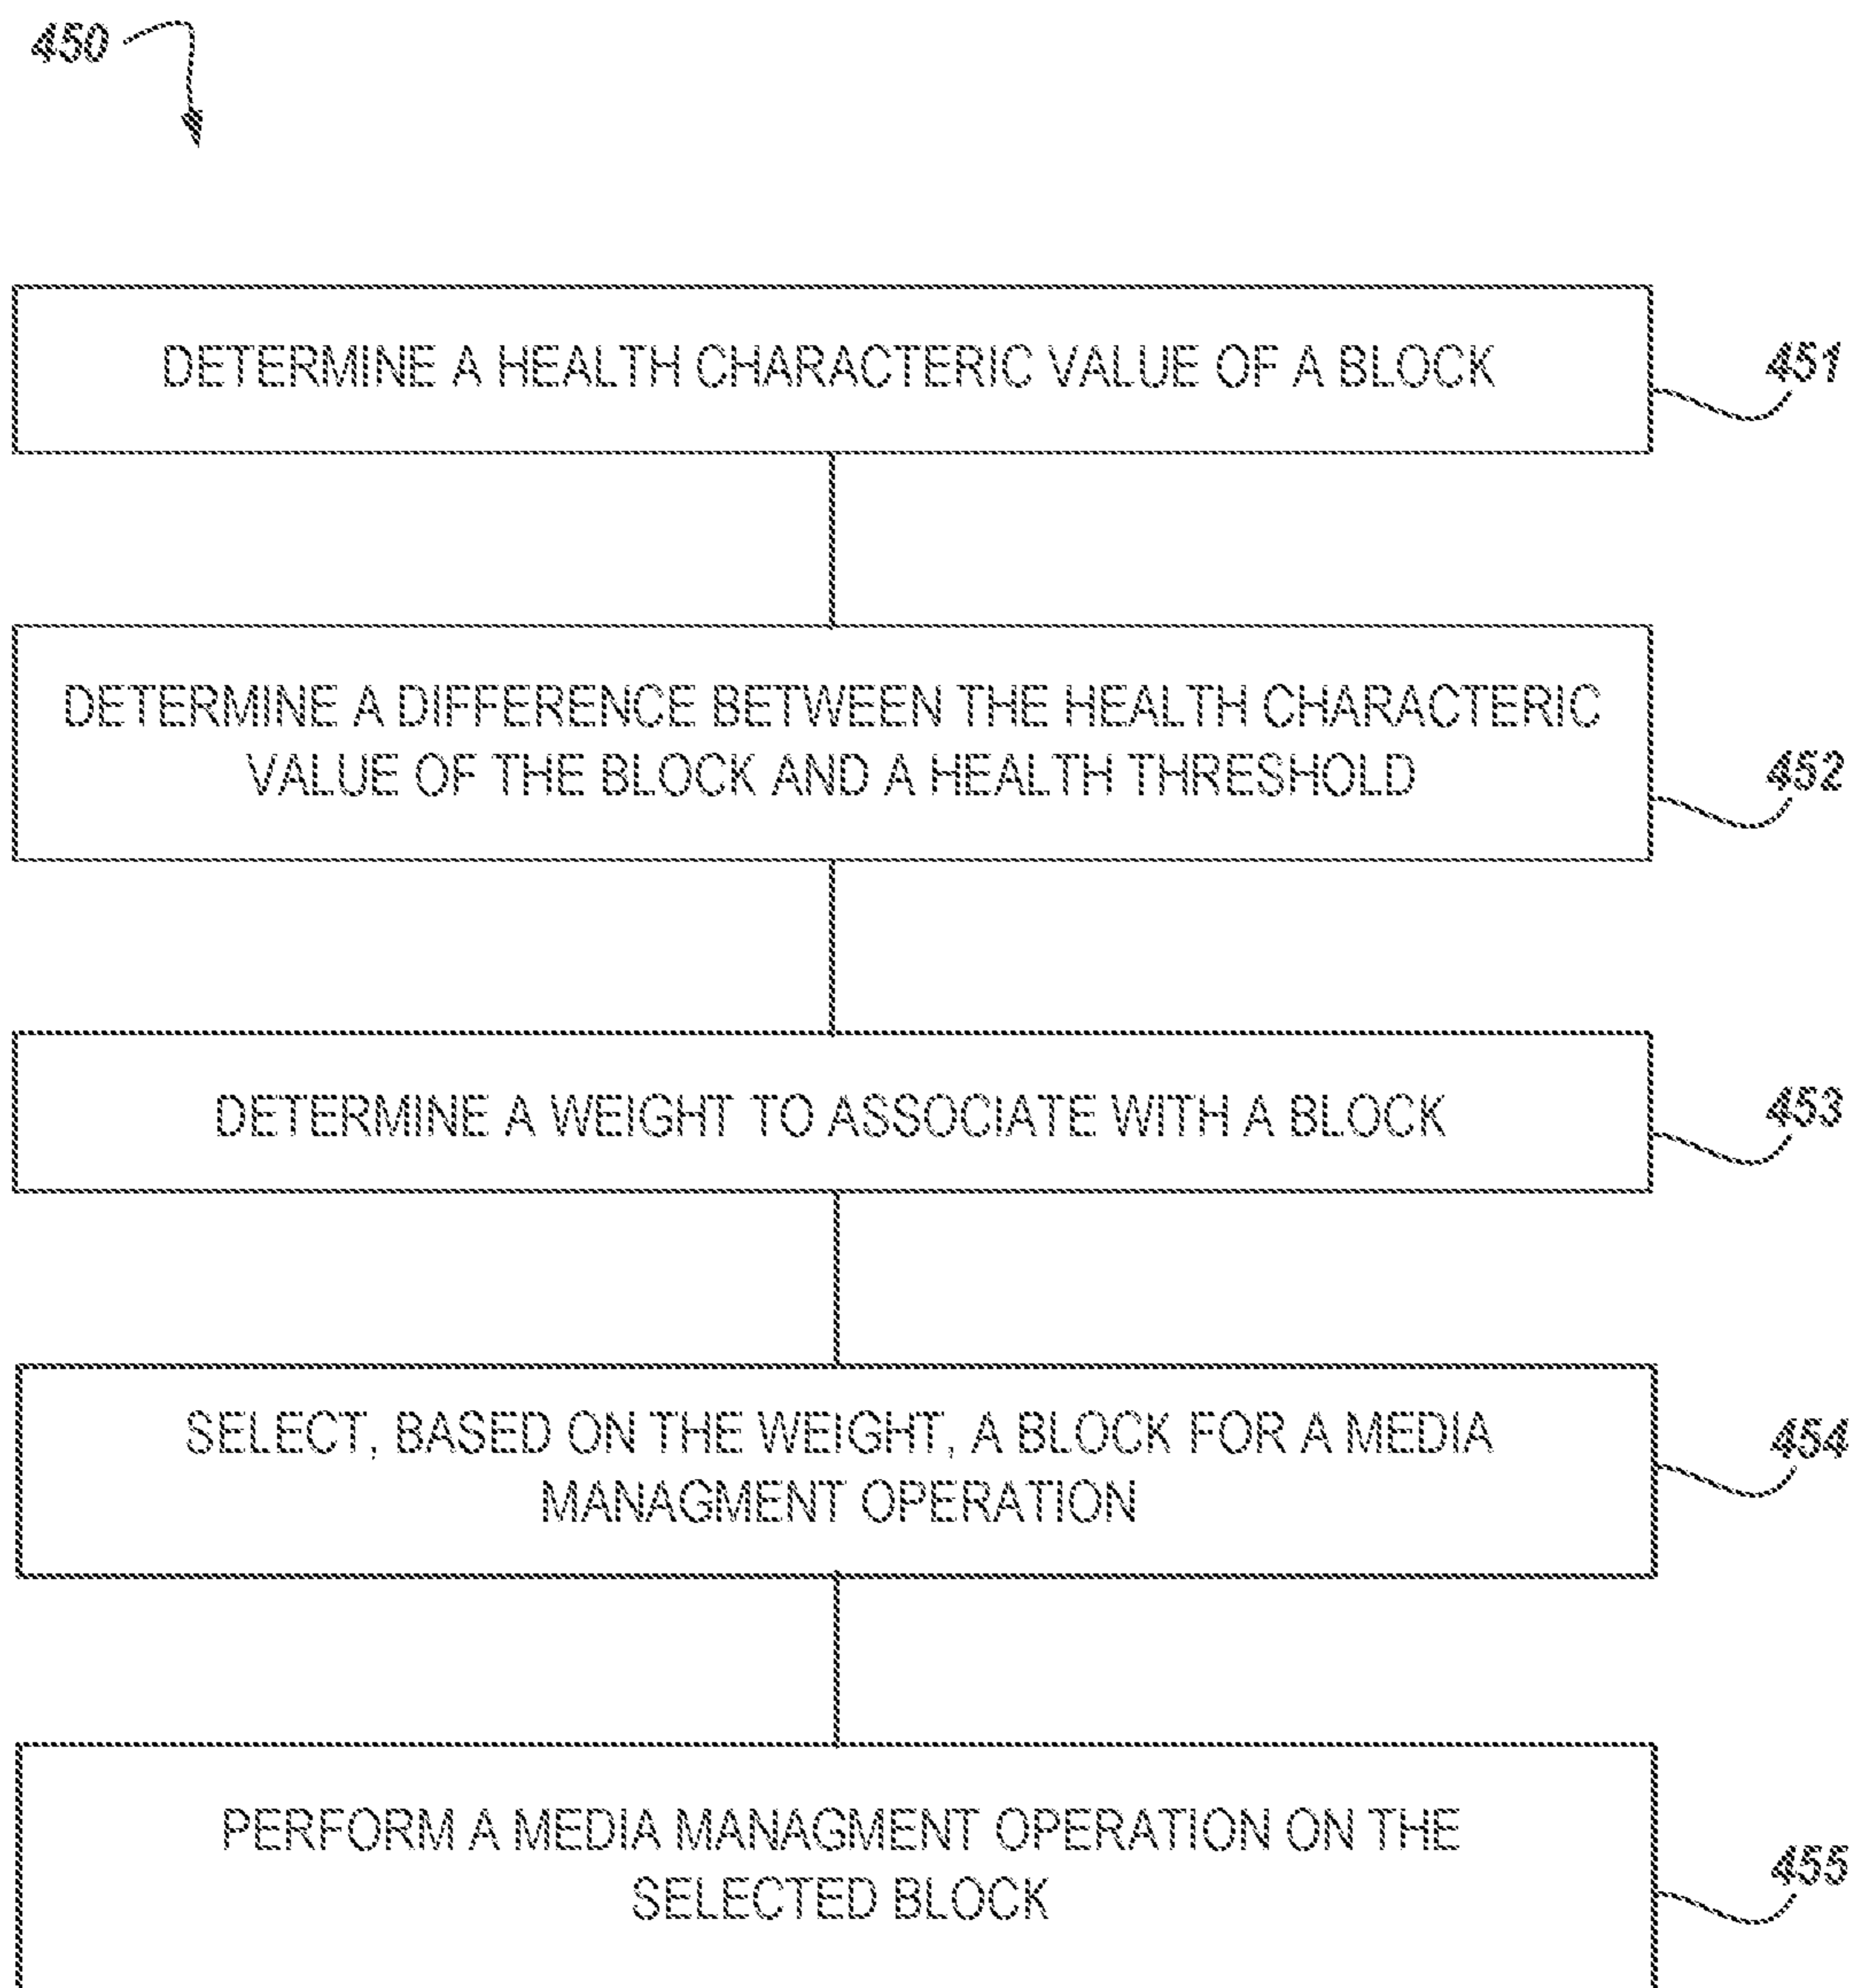 450
DETERMINE A HEALTH CHARACTERIC VALUE OF A BLOCK
451
DETERMINE A DIFFERENCE BETWEEN THE HEALTH CHARACTERIC
VALUE OF THE BLOCK AND A HEALTH THRESHOLD
452
DETERMINE A WEIGHT TO ASSOCIATE WITH A BLOCK
453
SELECT, BASED ON THE WEIGHT, A BLOCK FOR A MEDIA
MANAGMENT OPERATION
454
PERFORM A MEDIA MANAGMENT OPERATION ON THE
SELECTED BLOCK
455